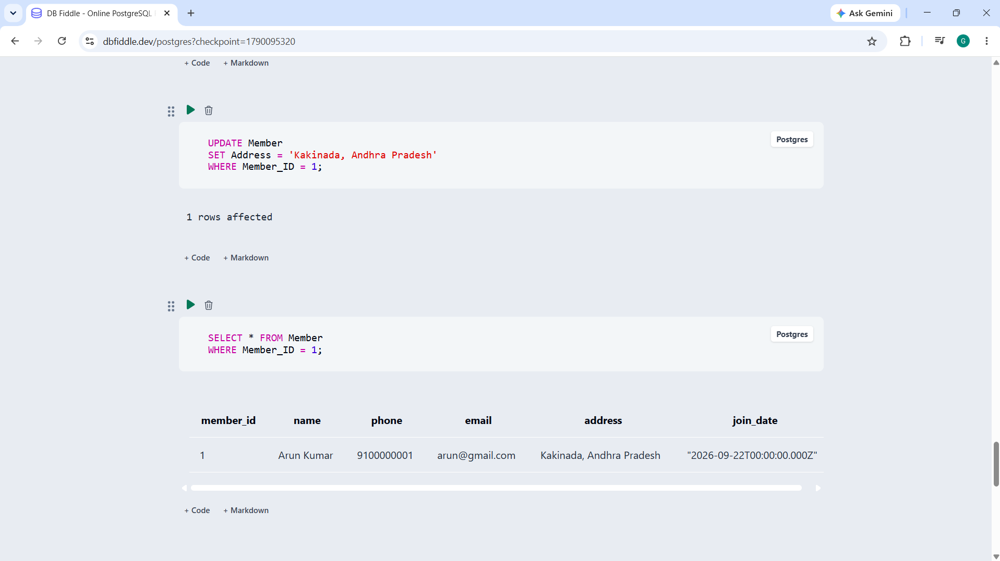 DB Fiddle - Online PostgreSQL
Ask Gemini
dbfiddle.dev/postgres?checkpoint=1790095320
G
+ Code + Markdown
Postgres
UPDATE Member
SET Address = 'Kakinada, Andhra Pradesh'
WHERE Member_ID = 1;
1 rows affected
+ Code + Markdown
Postgres
SELECT * FROM Member
WHERE Member_ID = 1;
member_id name phone email address join_date
1 Arun Kumar 9100000001 arun@gmail.com Kakinada, Andhra Pradesh "2026-09-22T00:00:00.000Z"
+ Code + Markdown